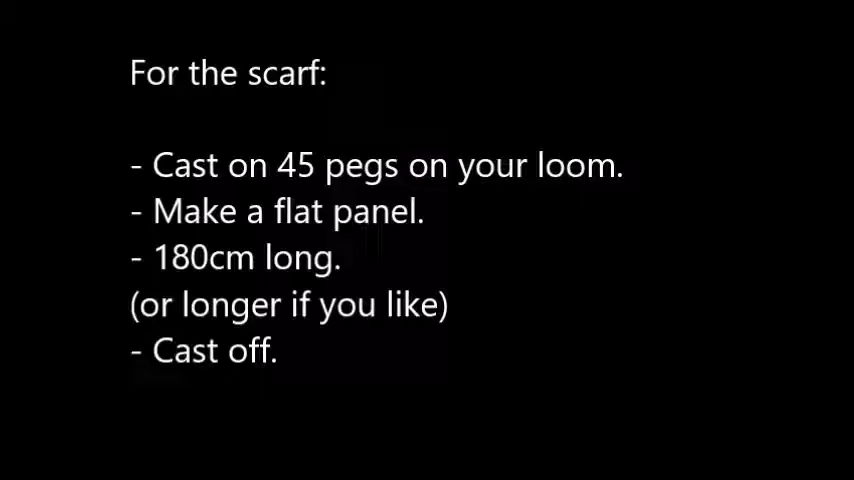 For the scarf:
- Cast on 45 pegs on your loom.
- Make a flat panel.
- 180cm long.
(or longer if you like)
- Cast off.